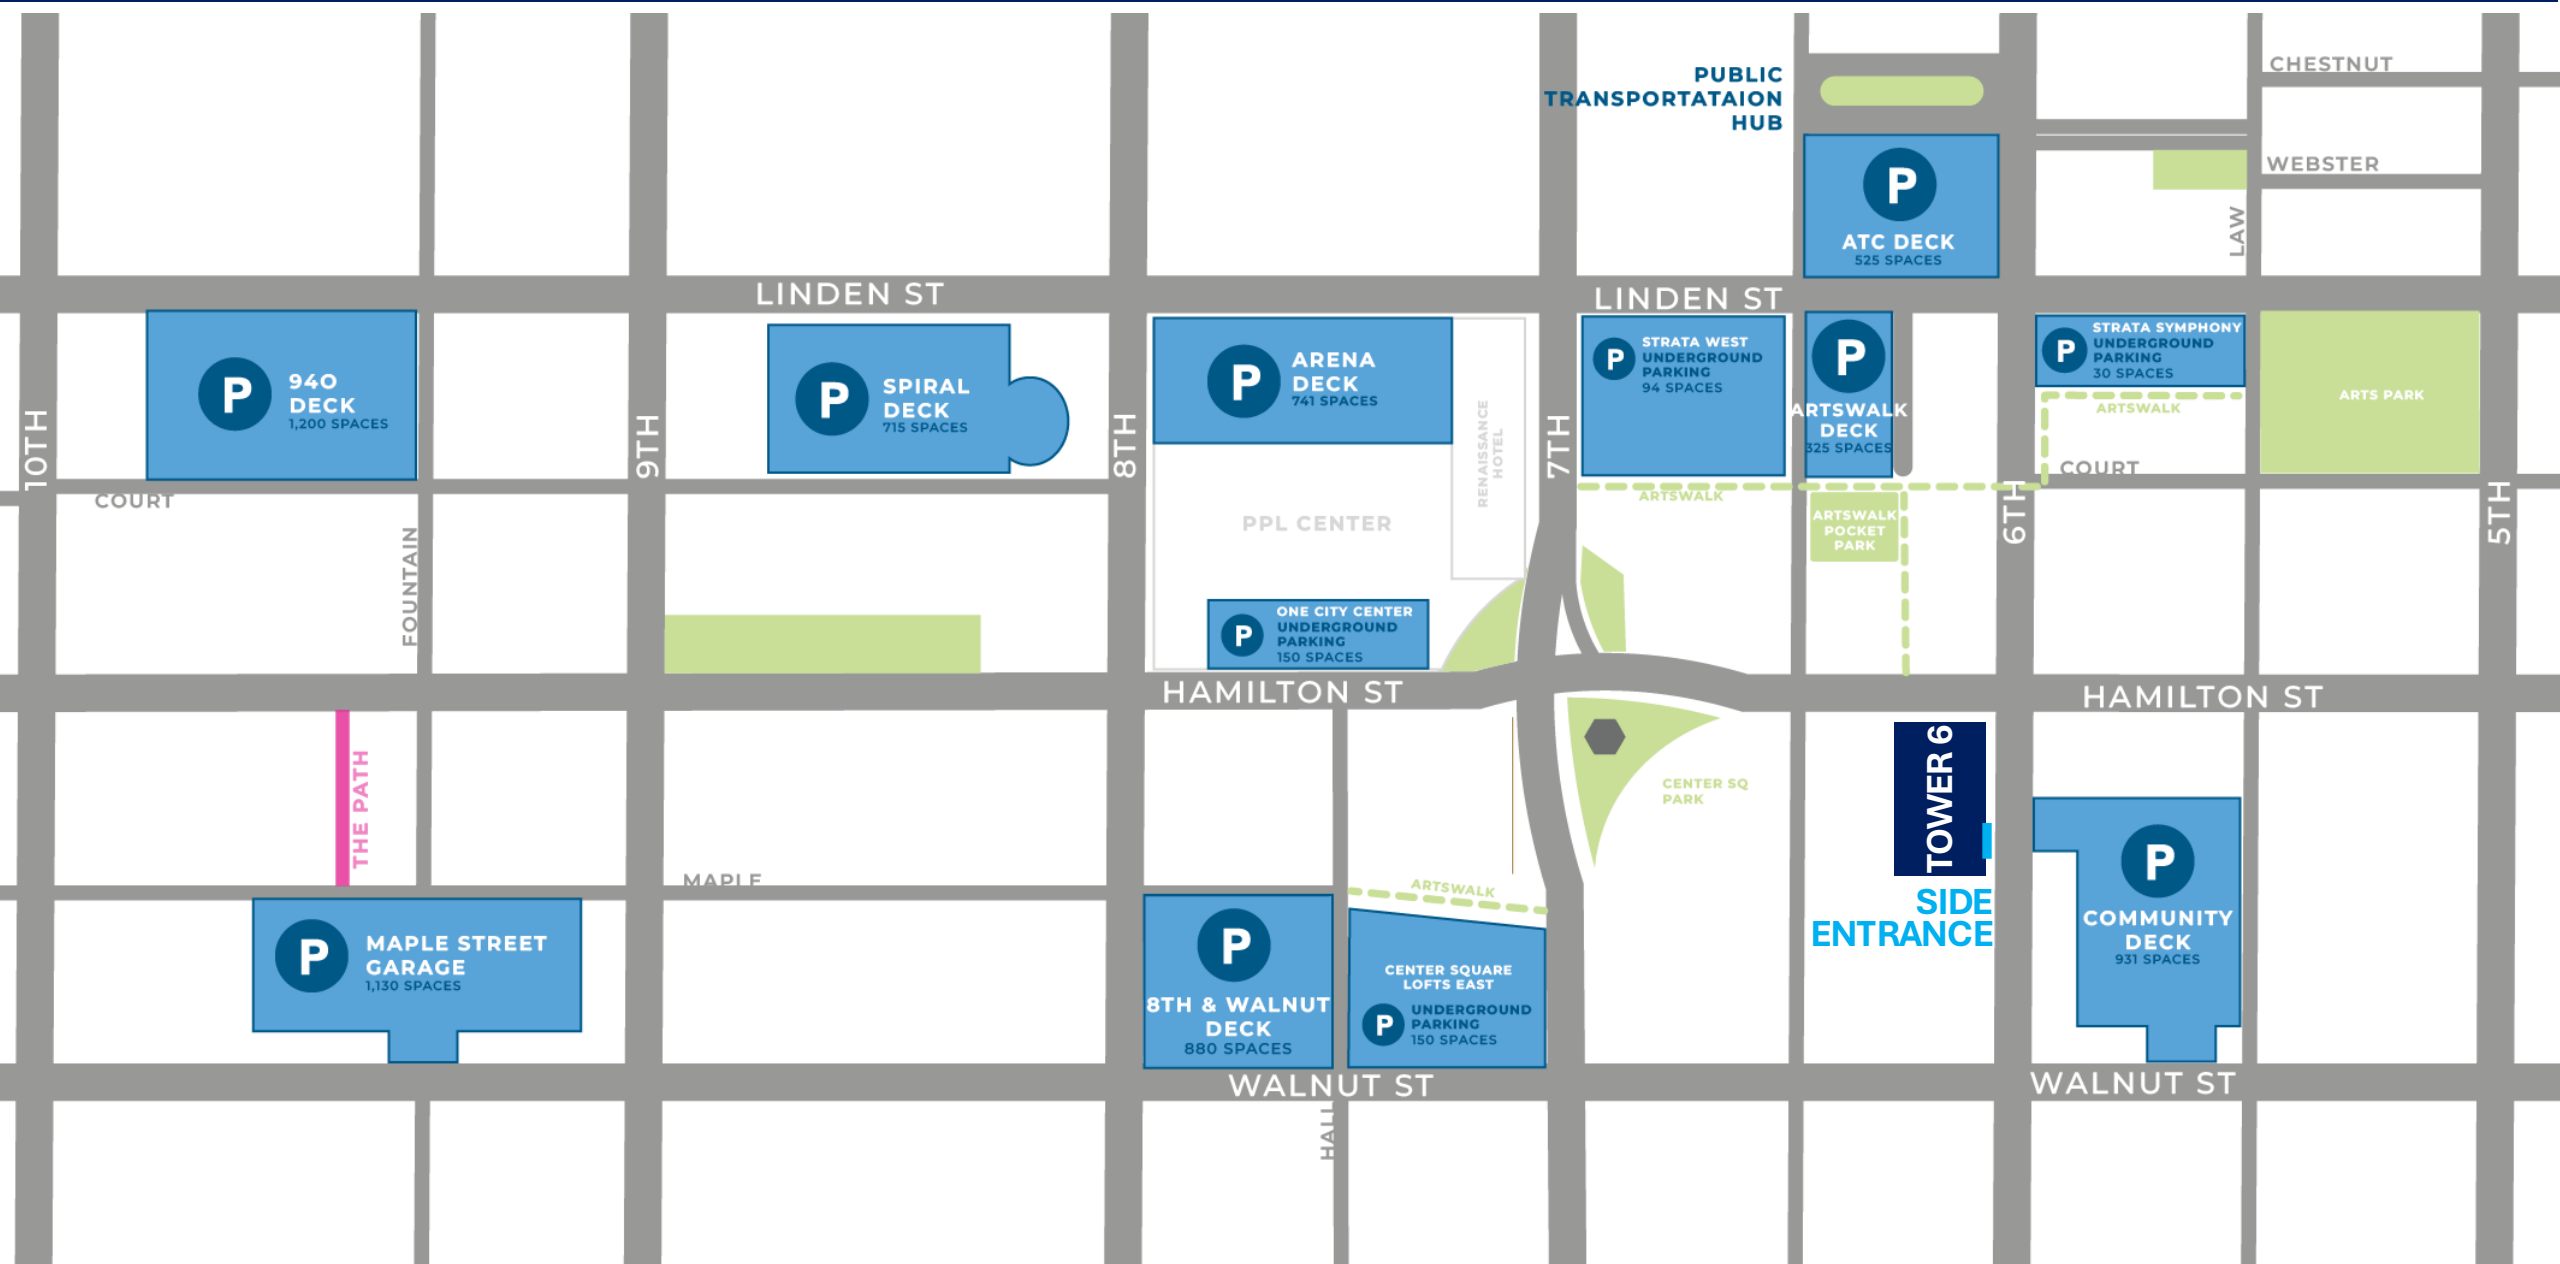 CHESTNUT
PUBLIC
TRANSPORTATAION
HUB
WEBSTER
LAW
P
ATC DECK
525 SPACES
LINDEN ST
LINDEN ST
P
940
DECK
1,200 SPACES
P
SPIRAL
DECK
715 SPACES
P
ARENA
DECK
741 SPACES
RENAISSANCE
HOTEL
P
STRATA WEST
UNDERGROUND
PARKING
94 SPACES
P
ARTSWALK
DECK
325 SPACES
P
STRATA SYMPHONY
UNDERGROUND
PARKING
30 SPACES
ARTSWALK
ARTS PARK
10TH
9TH
8TH
7TH
6TH
5TH
COURT
COURT
ARTSWALK
ARTSWALK
POCKET
PARK
FOUNTAIN
PPL CENTER
P
ONE CITY CENTER
UNDERGROUND
PARKING
150 SPACES
HAMILTON ST
HAMILTON ST
THE PATH
CENTER SQ
PARK
TOWER 6
SIDE
ENTRANCE
MAPLE
ARTSWALK
P
MAPLE STREET
GARAGE
1,130 SPACES
P
8TH & WALNUT
DECK
880 SPACES
CENTER SQUARE
LOFTS EAST
P
UNDERGROUND
PARKING
150 SPACES
P
COMMUNITY
DECK
931 SPACES
WALNUT ST
WALNUT ST
HALL